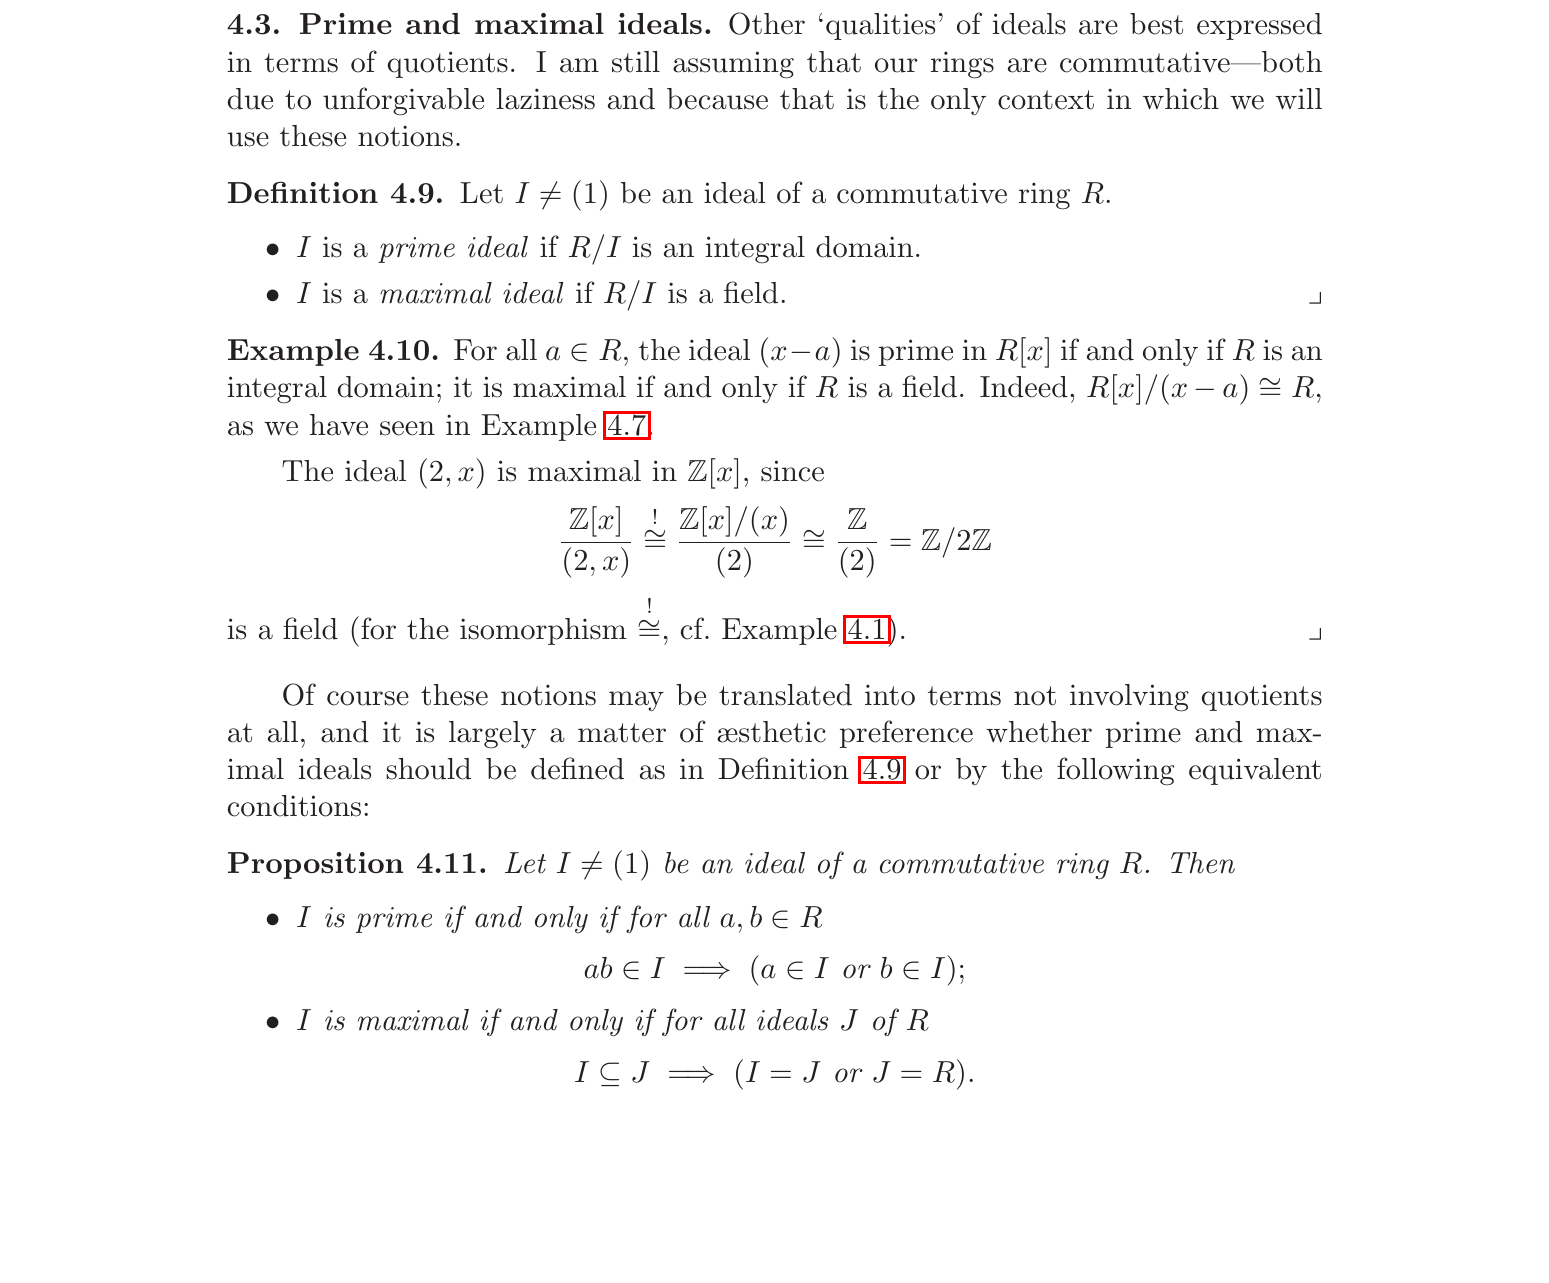 4.3. Prime and maximal ideals. Other ‘qualities’ of ideals are best expressed
in terms of quotients. I am still assuming that our rings are commutative—both
due to unforgivable laziness and because that is the only context in which we will
use these notions.
Definition 4.9. Let I ≠ (1) be an ideal of a commutative ring R.
• I is a prime ideal if R/I is an integral domain.
• I is a maximal ideal if R/I is a field. ⌟
Example 4.10. For all a ∈ R, the ideal (x−a) is prime in R[x] if and only if R is an
integral domain; it is maximal if and only if R is a field. Indeed, R[x]/(x − a) ≅ R,
as we have seen in Example 4.7.
The ideal (2, x) is maximal in ℤ[x], since
ℤ[x]/(2, x) ≅! (ℤ[x]/(x))/(2) ≅ ℤ/(2) = ℤ/2ℤ
is a field (for the isomorphism ≅!, cf. Example 4.1). ⌟
Of course these notions may be translated into terms not involving quotients
at all, and it is largely a matter of æsthetic preference whether prime and max-
imal ideals should be defined as in Definition 4.9 or by the following equivalent
conditions:
Proposition 4.11. Let I ≠ (1) be an ideal of a commutative ring R. Then
• I is prime if and only if for all a, b ∈ R
ab ∈ I ⟹ (a ∈ I or b ∈ I);
• I is maximal if and only if for all ideals J of R
I ⊆ J ⟹ (I = J or J = R).